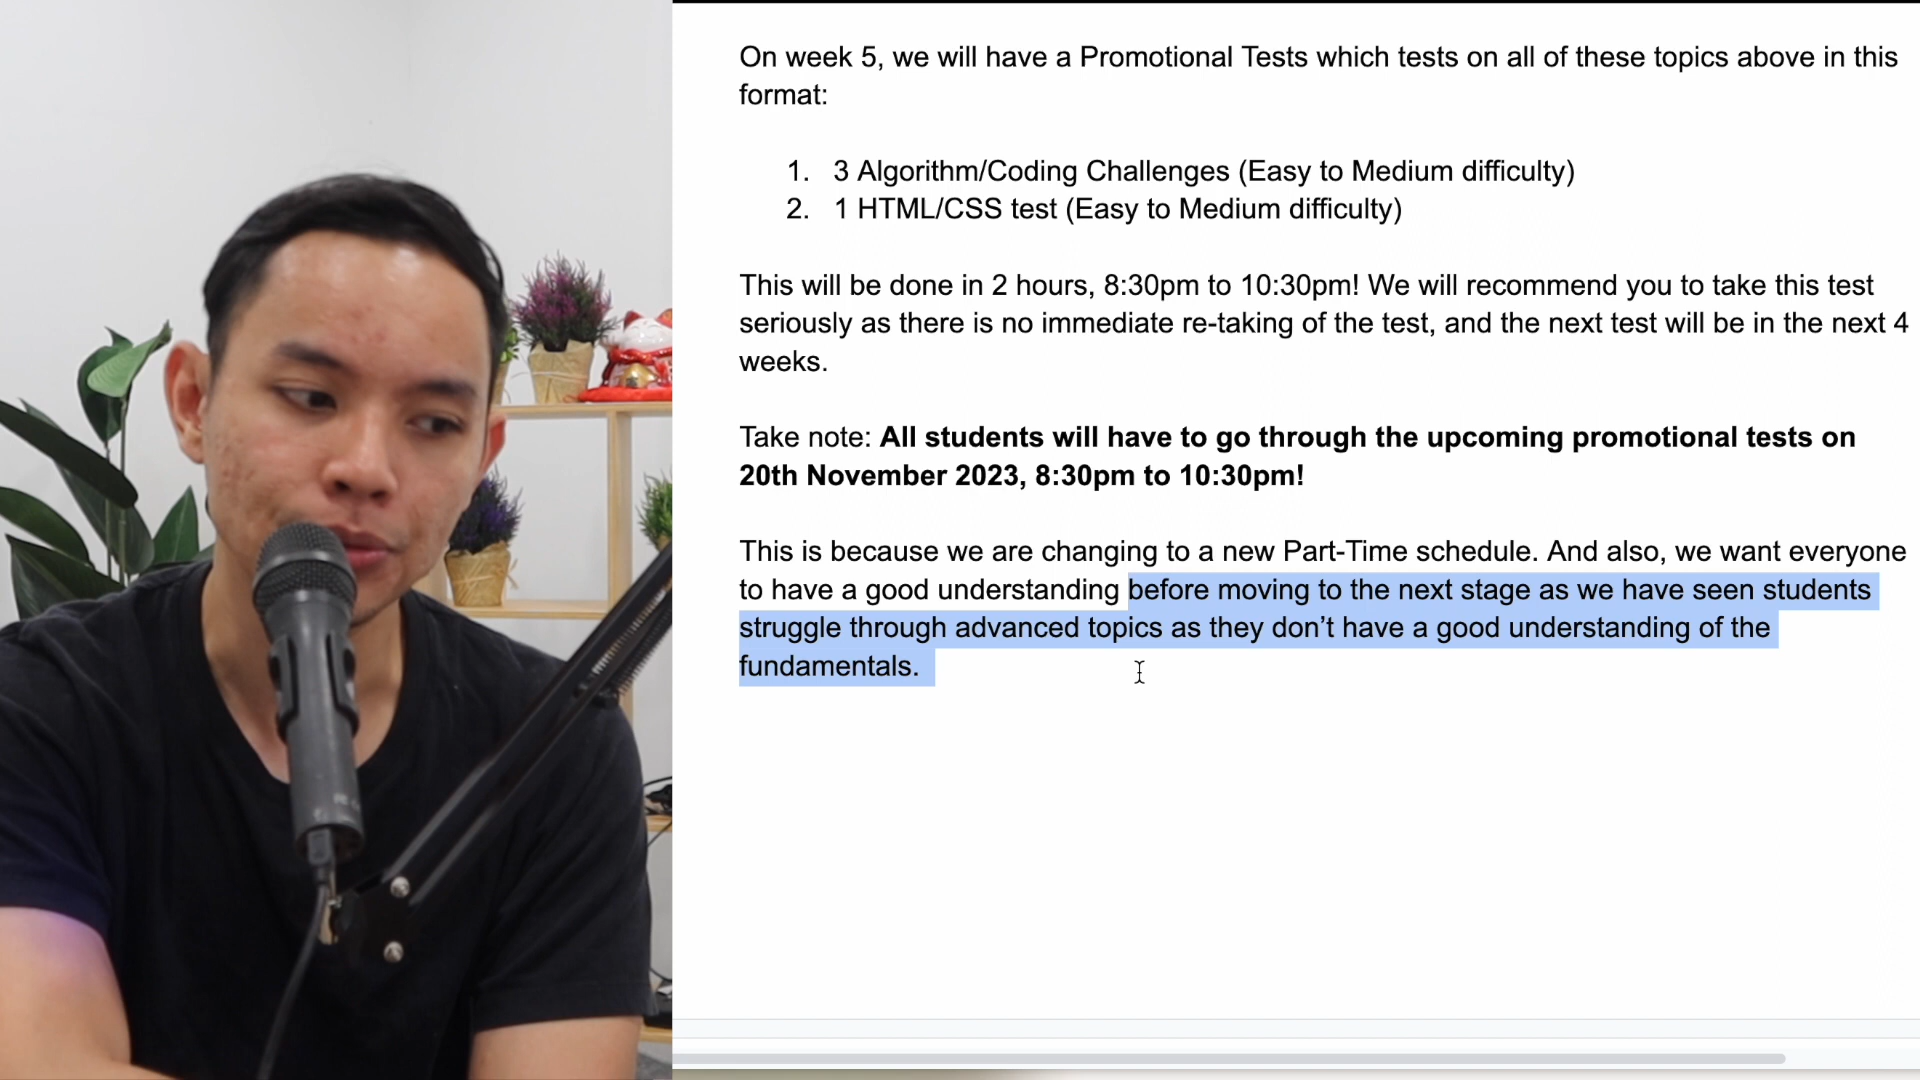 On week 5, we will have a Promotional Tests which tests on all of these topics above in this
format:
1. 3 Algorithm/Coding Challenges (Easy to Medium difficulty)
2. 1 HTML/CSS test (Easy to Medium difficulty)
This will be done in 2 hours, 8:30pm to 10:30pm! We will recommend you to take this test
seriously as there is no immediate re-taking of the test, and the next test will be in the next 4
weeks.
Take note: All students will have to go through the upcoming promotional tests on
20th November 2023, 8:30pm to 10:30pm!
This is because we are changing to a new Part-Time schedule. And also, we want everyone
to have a good understanding before moving to the next stage as we have seen students
struggle through advanced topics as they don’t have a good understanding of the
fundamentals.